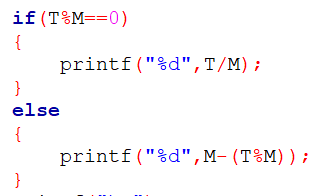 if(T%M==0)
{
printf("%d",T/M);
}
else
{
printf("%d",M-(T%M));
}